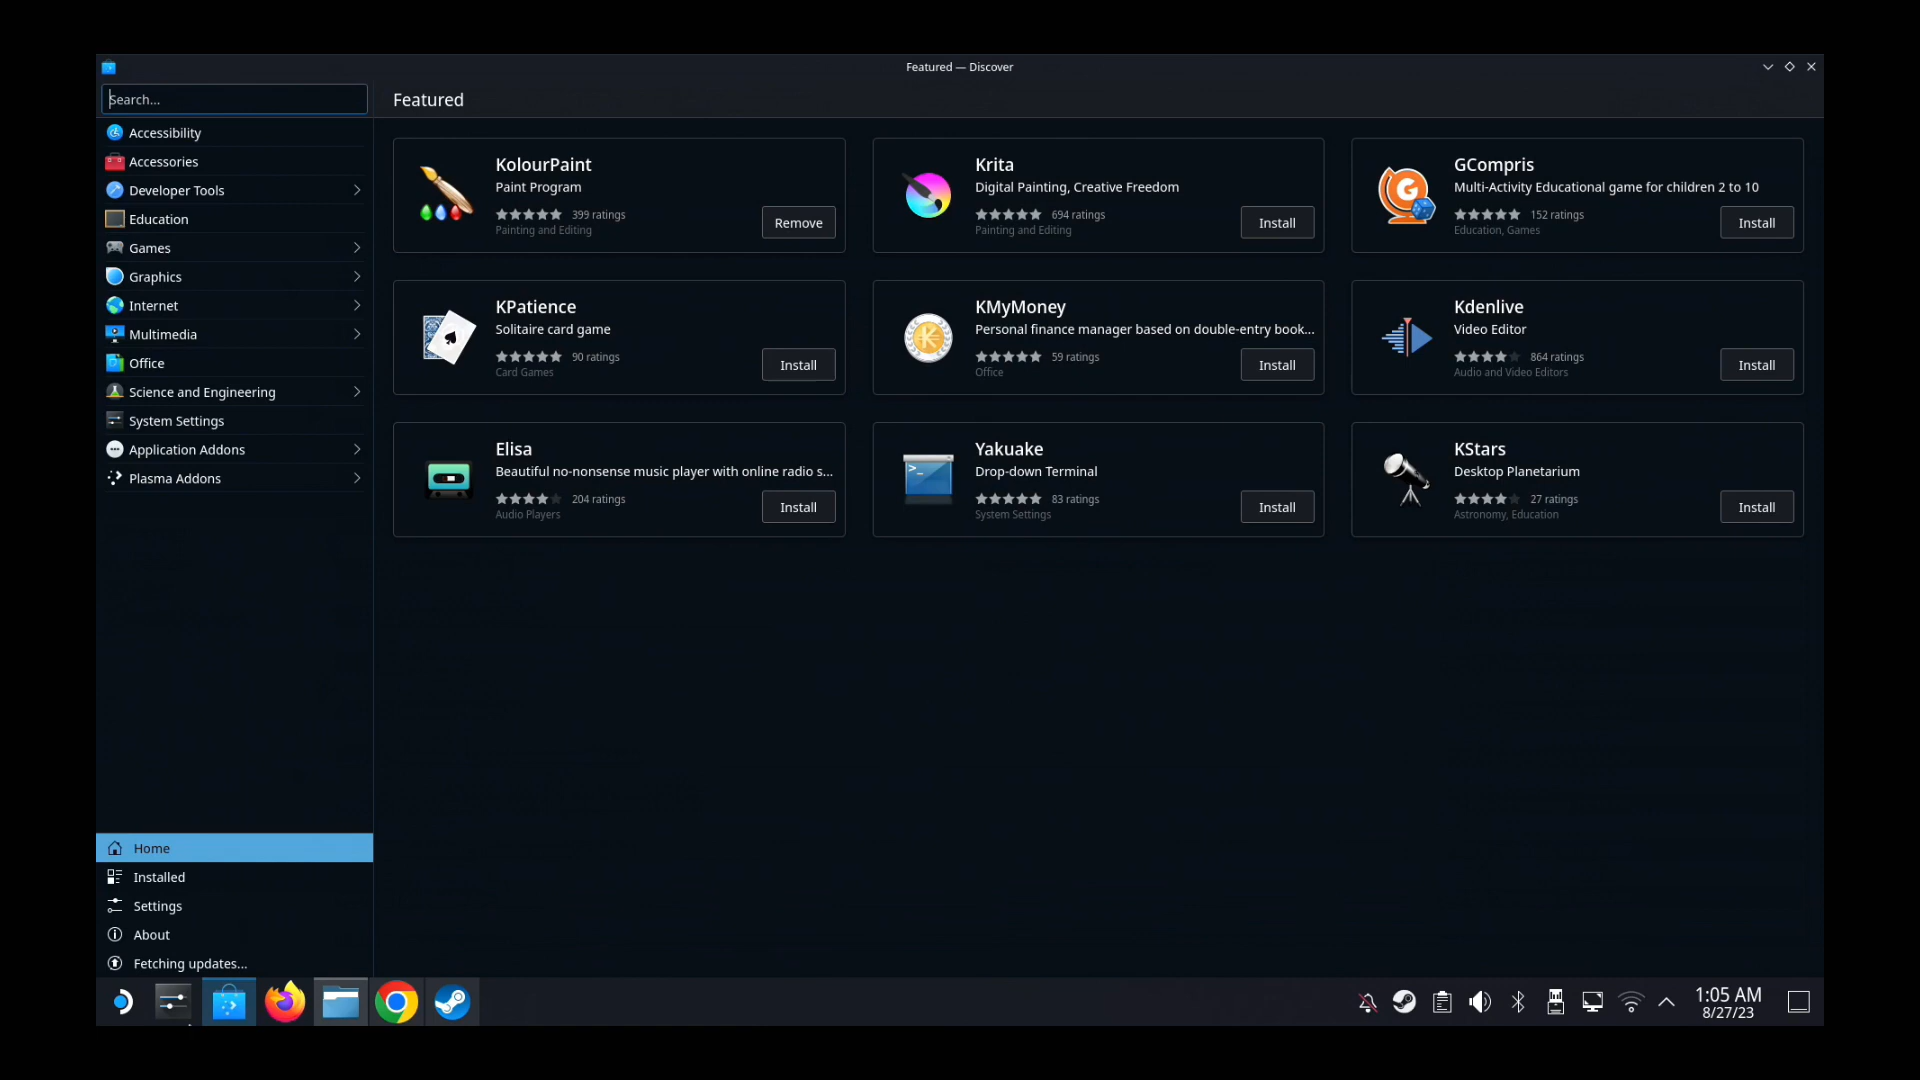 Featured — Discover
Search...
Featured
Accessibility
Accessories
Developer Tools
Education
Games
Graphics
Internet
Multimedia
Office
Science and Engineering
System Settings
Application Addons
Plasma Addons
KolourPaint
Paint Program
399 ratings
Painting and Editing
Remove
Krita
Digital Painting, Creative Freedom
694 ratings
Painting and Editing
Install
GCompris
Multi-Activity Educational game for children 2 to 10
152 ratings
Education, Games
Install
KPatience
Solitaire card game
90 ratings
Card Games
Install
KMyMoney
Personal finance manager based on double-entry book...
59 ratings
Office
Install
Kdenlive
Video Editor
864 ratings
Audio and Video Editors
Install
Elisa
Beautiful no-nonsense music player with online radio s...
204 ratings
Audio Players
Install
Yakuake
Drop-down Terminal
83 ratings
System Settings
Install
KStars
Desktop Planetarium
27 ratings
Astronomy, Education
Install
Home
Installed
Settings
About
Fetching updates...
1:05 AM
8/27/23